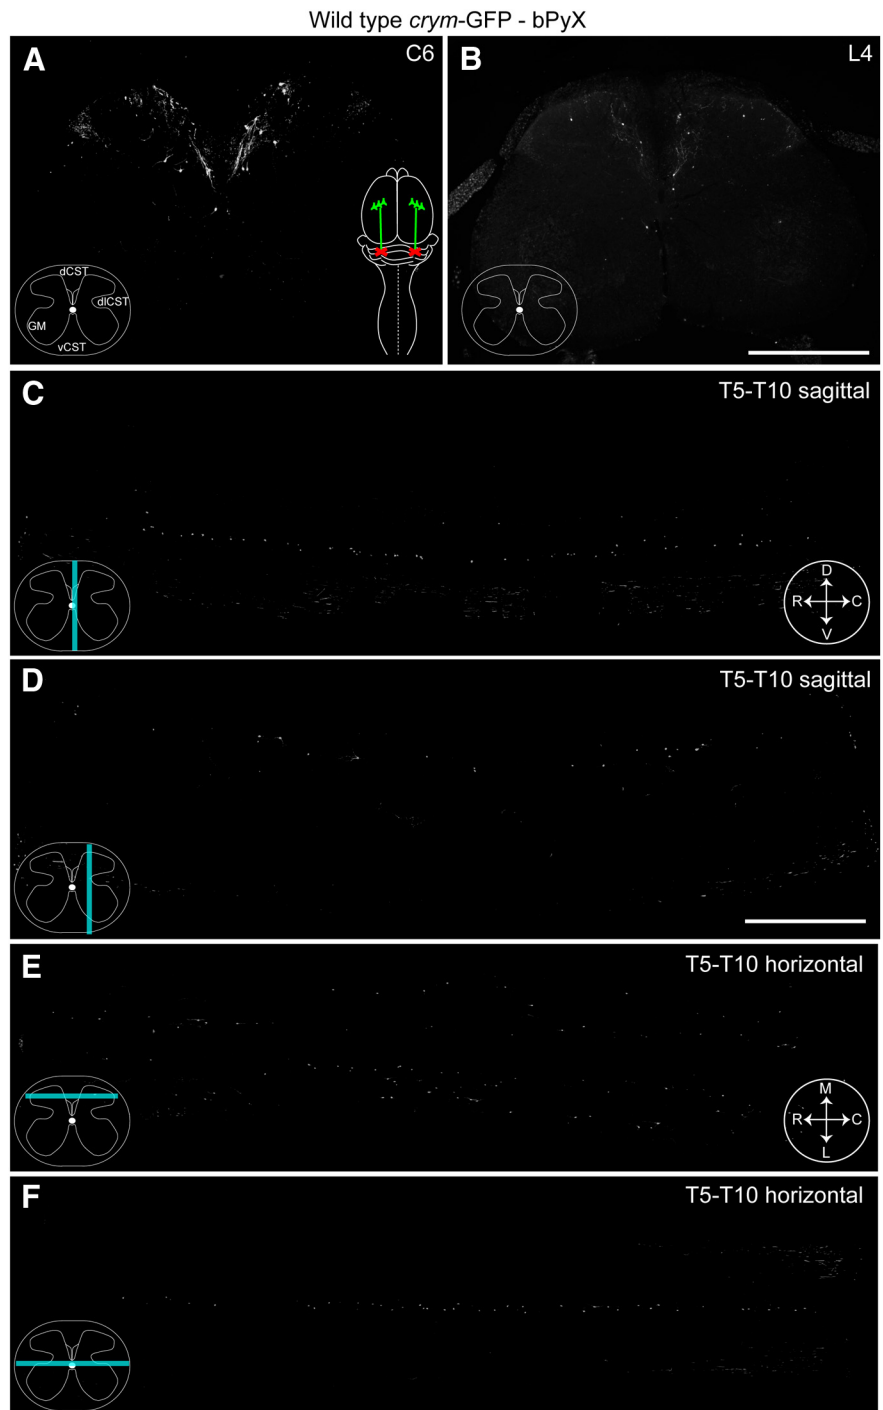 Wild type crym-GFP - bPyX
A
C6
B
L4
dCST
dlCST
GM
vCST
C
T5-T10 sagittal
D
R
C
V
D
T5-T10 sagittal
E
T5-T10 horizontal
M
R
C
L
F
T5-T10 horizontal